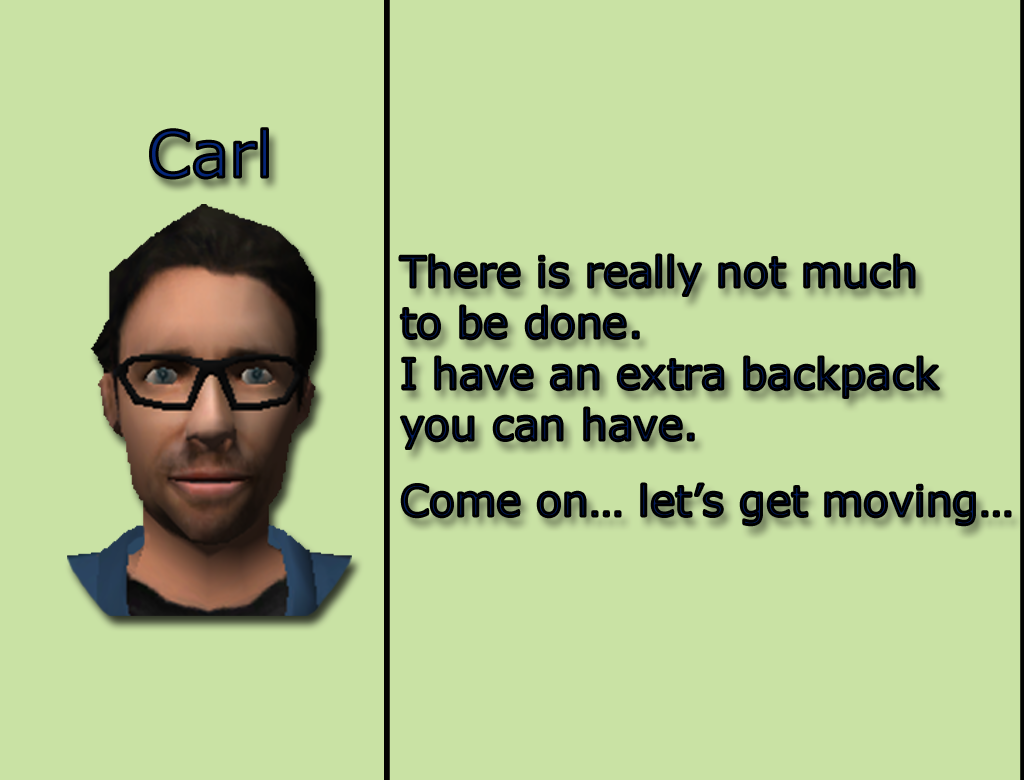 Carl
There is really not much
to be done.
I have an extra backpack
you can have.
Come on... let’s get moving...